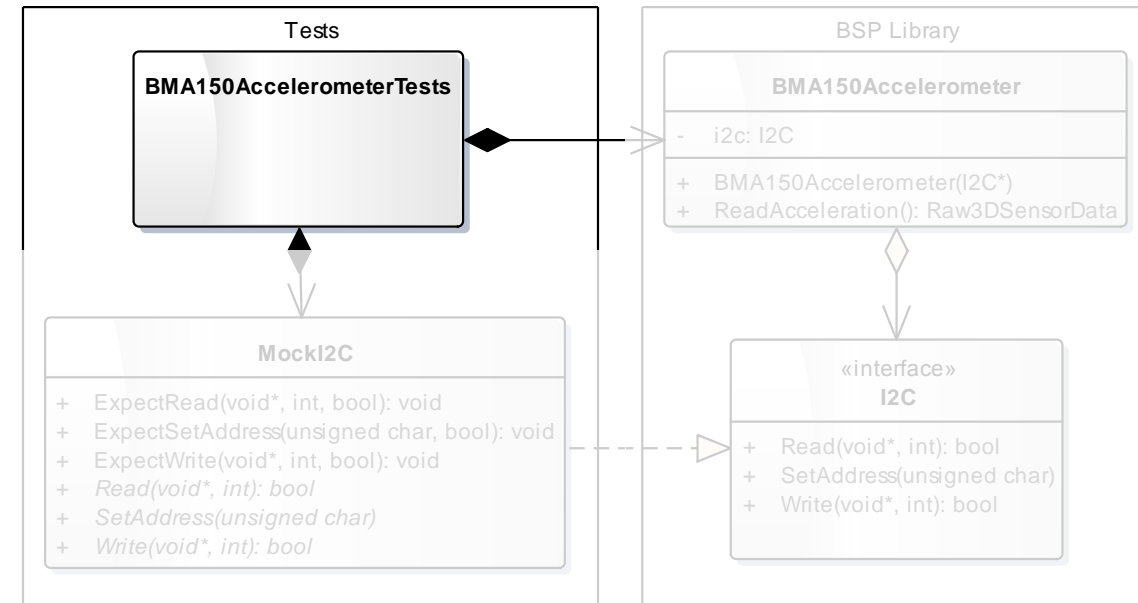 Tests
BMA150AccelerometerTests
MockI2C
+ ExpectRead(void*, int, bool): void
+ ExpectSetAddress(unsigned char, bool): void
+ ExpectWrite(void*, int, bool): void
+ Read(void*, int): bool
+ SetAddress(unsigned char)
+ Write(void*, int): bool
BSP Library
BMA150Accelerometer
- i2c: I2C
+ BMA150Accelerometer(I2C*)
+ ReadAcceleration(): Raw3DSensorData
«interface»
I2C
+ Read(void*, int): bool
+ SetAddress(unsigned char)
+ Write(void*, int): bool